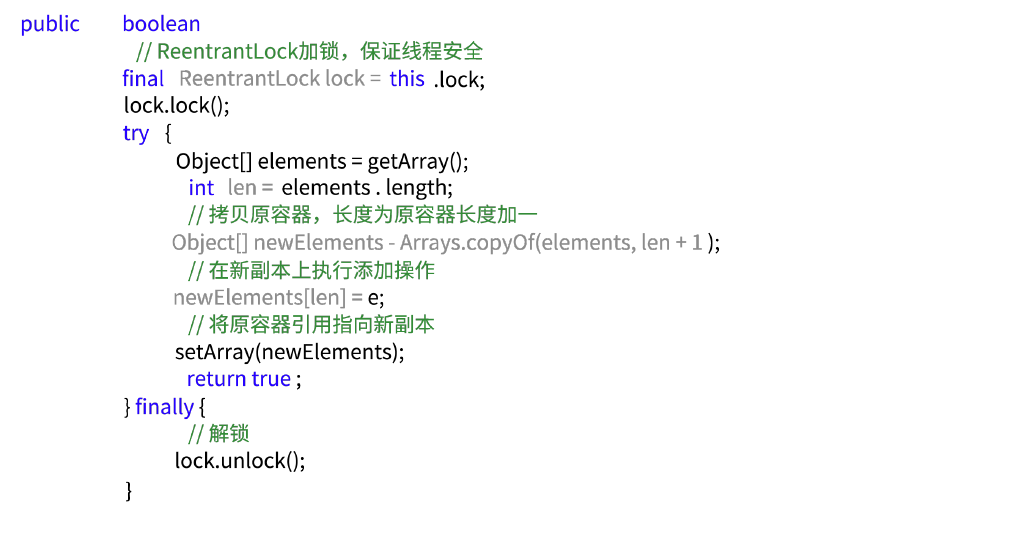 public boolean
// ReentrantLock加锁，保证线程安全
final ReentrantLock lock = this .lock;
lock.lock();
try {
Object[] elements = getArray();
int len = elements . length;
// 拷贝原容器，长度为原容器长度加一
Object[] newElements - Arrays.copyOf(elements, len + 1 );
// 在新副本上执行添加操作
newElements[len] = e;
// 将原容器引用指向新副本
setArray(newElements);
return true ;
} finally {
// 解锁
lock.unlock();
}